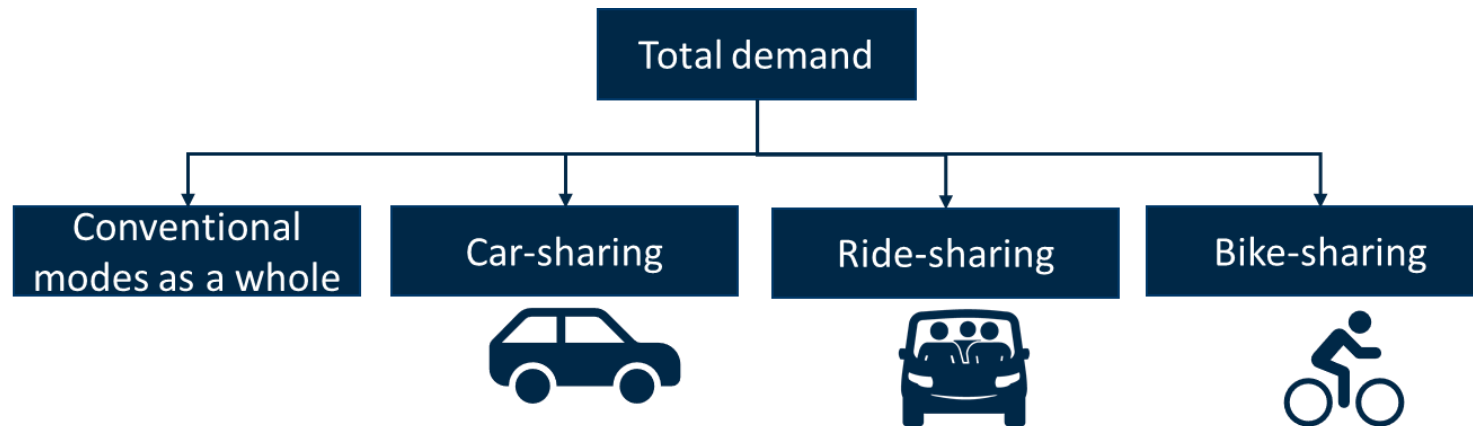 Total demand
Conventional
modes as a whole
Car-sharing
Ride-sharing
Bike-sharing